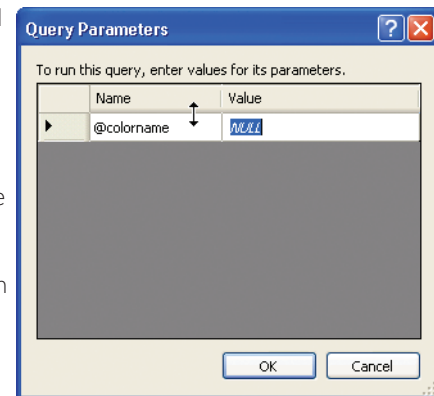 Query Parameters
To run this query, enter values for its parameters.
Name Value
@colorname NULL
OK Cancel